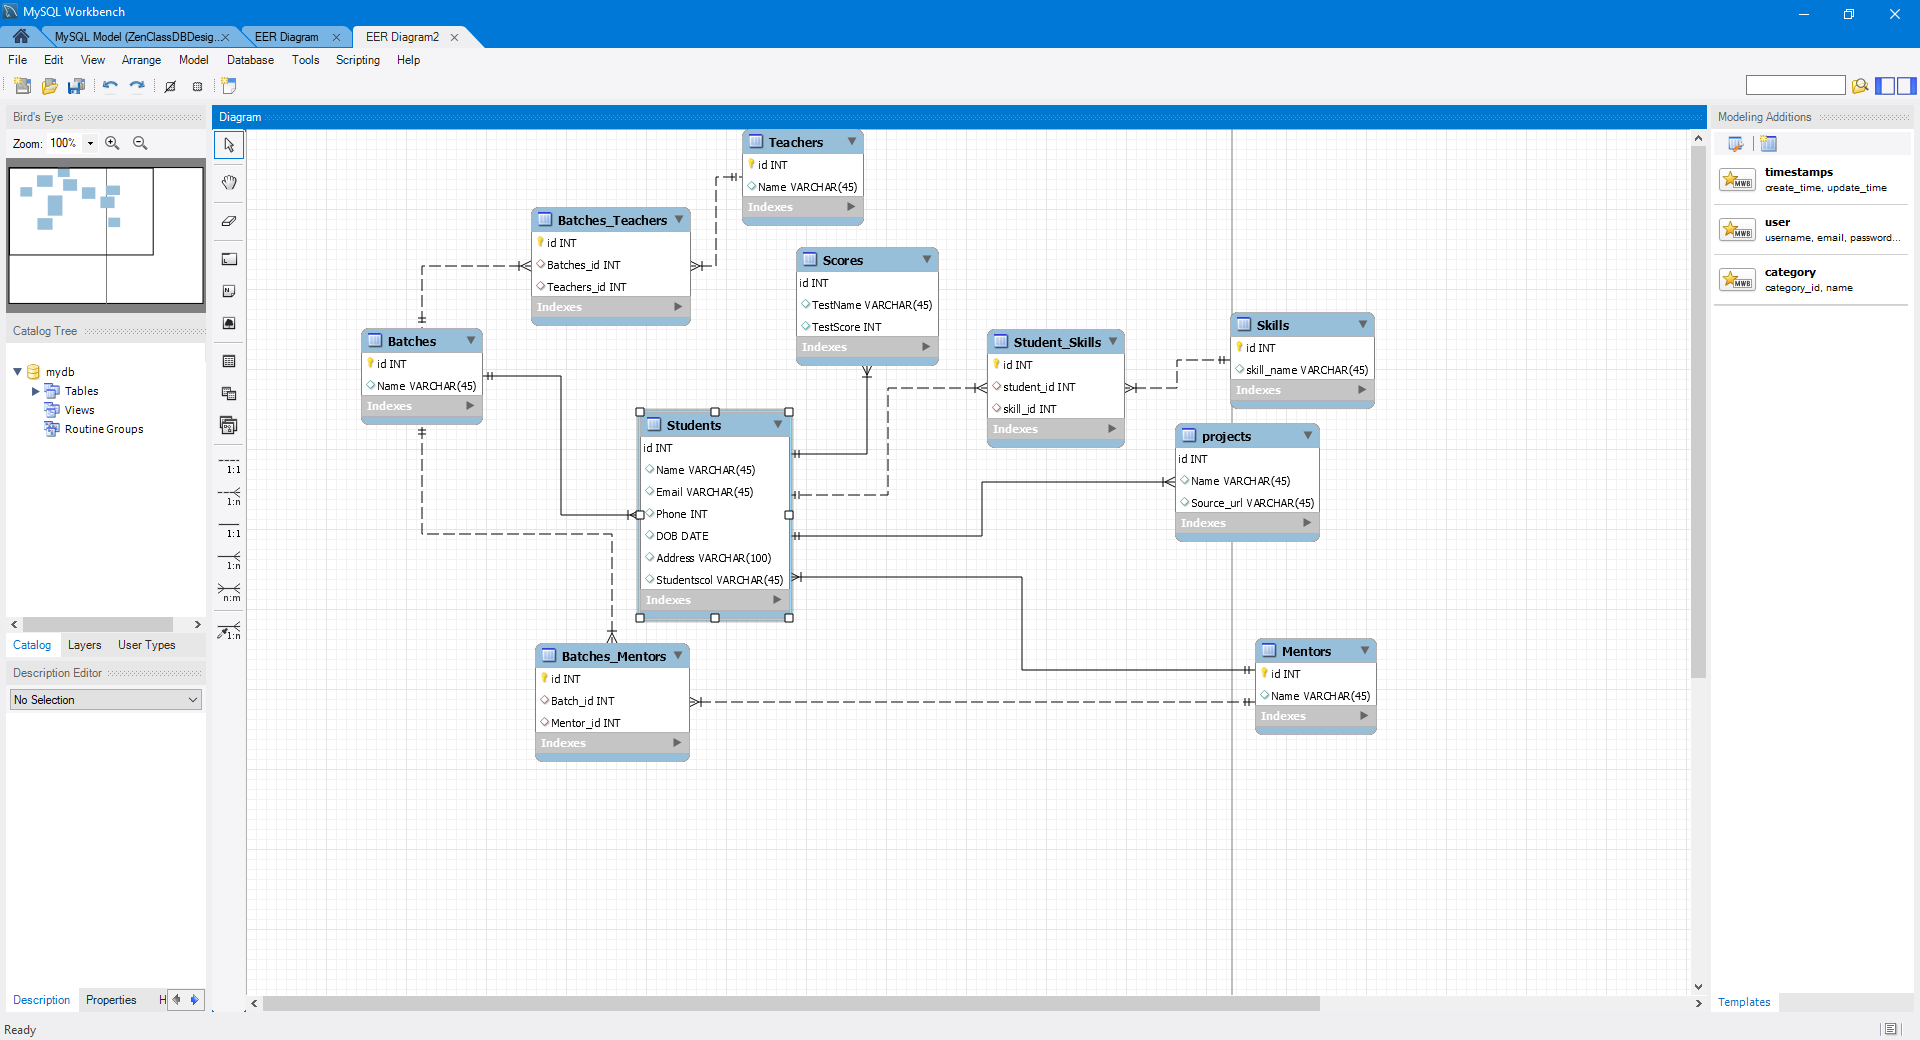 MySQL Workbench
MySQL Model (ZenClassDBDesig...
EER Diagram
EER Diagram2
File Edit View Arrange Model Database Tools Scripting Help
Bird's Eye
Zoom: 100%
Catalog Tree
mydb
Tables
Views
Routine Groups
Catalog Layers User Types
Description Editor
No Selection
Description Properties H
Ready
Diagram
1:1
1:n
1:1
1:n
n:m
1:n
Teachers
id INT
Name VARCHAR(45)
Indexes
Batches_Teachers
id INT
Batches_id INT
Teachers_id INT
Indexes
Scores
id INT
TestName VARCHAR(45)
TestScore INT
Indexes
Batches
id INT
Name VARCHAR(45)
Indexes
Student_Skills
id INT
student_id INT
skill_id INT
Indexes
Skills
id INT
skill_name VARCHAR(45)
Indexes
Students
id INT
Name VARCHAR(45)
Email VARCHAR(45)
Phone INT
DOB DATE
Address VARCHAR(100)
Studentscol VARCHAR(45)
Indexes
projects
id INT
Name VARCHAR(45)
Source_url VARCHAR(45)
Indexes
Batches_Mentors
id INT
Batch_id INT
Mentor_id INT
Indexes
Mentors
id INT
Name VARCHAR(45)
Indexes
Modeling Additions
MWB
timestamps
create_time, update_time
MWB
user
username, email, password...
MWB
category
category_id, name
Templates